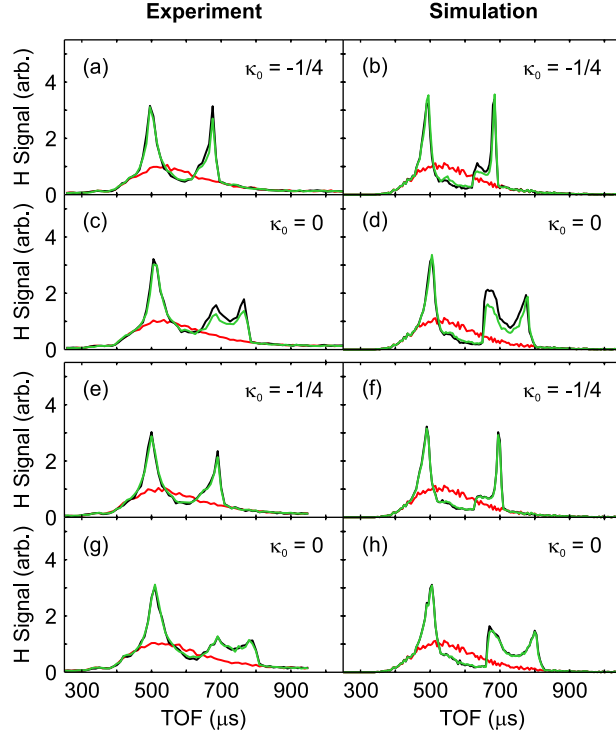 Experiment Simulation
(a) κ₀ = -1/4 (b) κ₀ = -1/4
H Signal (arb.)
4
2
0
(c) κ₀ = 0 (d) κ₀ = 0
H Signal (arb.)
4
2
0
(e) κ₀ = -1/4 (f) κ₀ = -1/4
H Signal (arb.)
4
2
0
(g) κ₀ = 0 (h) κ₀ = 0
H Signal (arb.)
4
2
0
300 500 700 900 500 700 900
TOF (μs) TOF (μs)